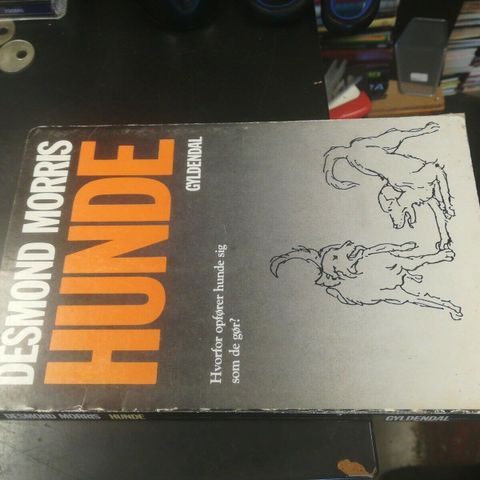 DESMOND MORRIS
HUNDE
GYLDENDAL
Hvorfor opfører hunde sig
som de gør?
DESMOND MORRIS HUNDE GYLDENDAL